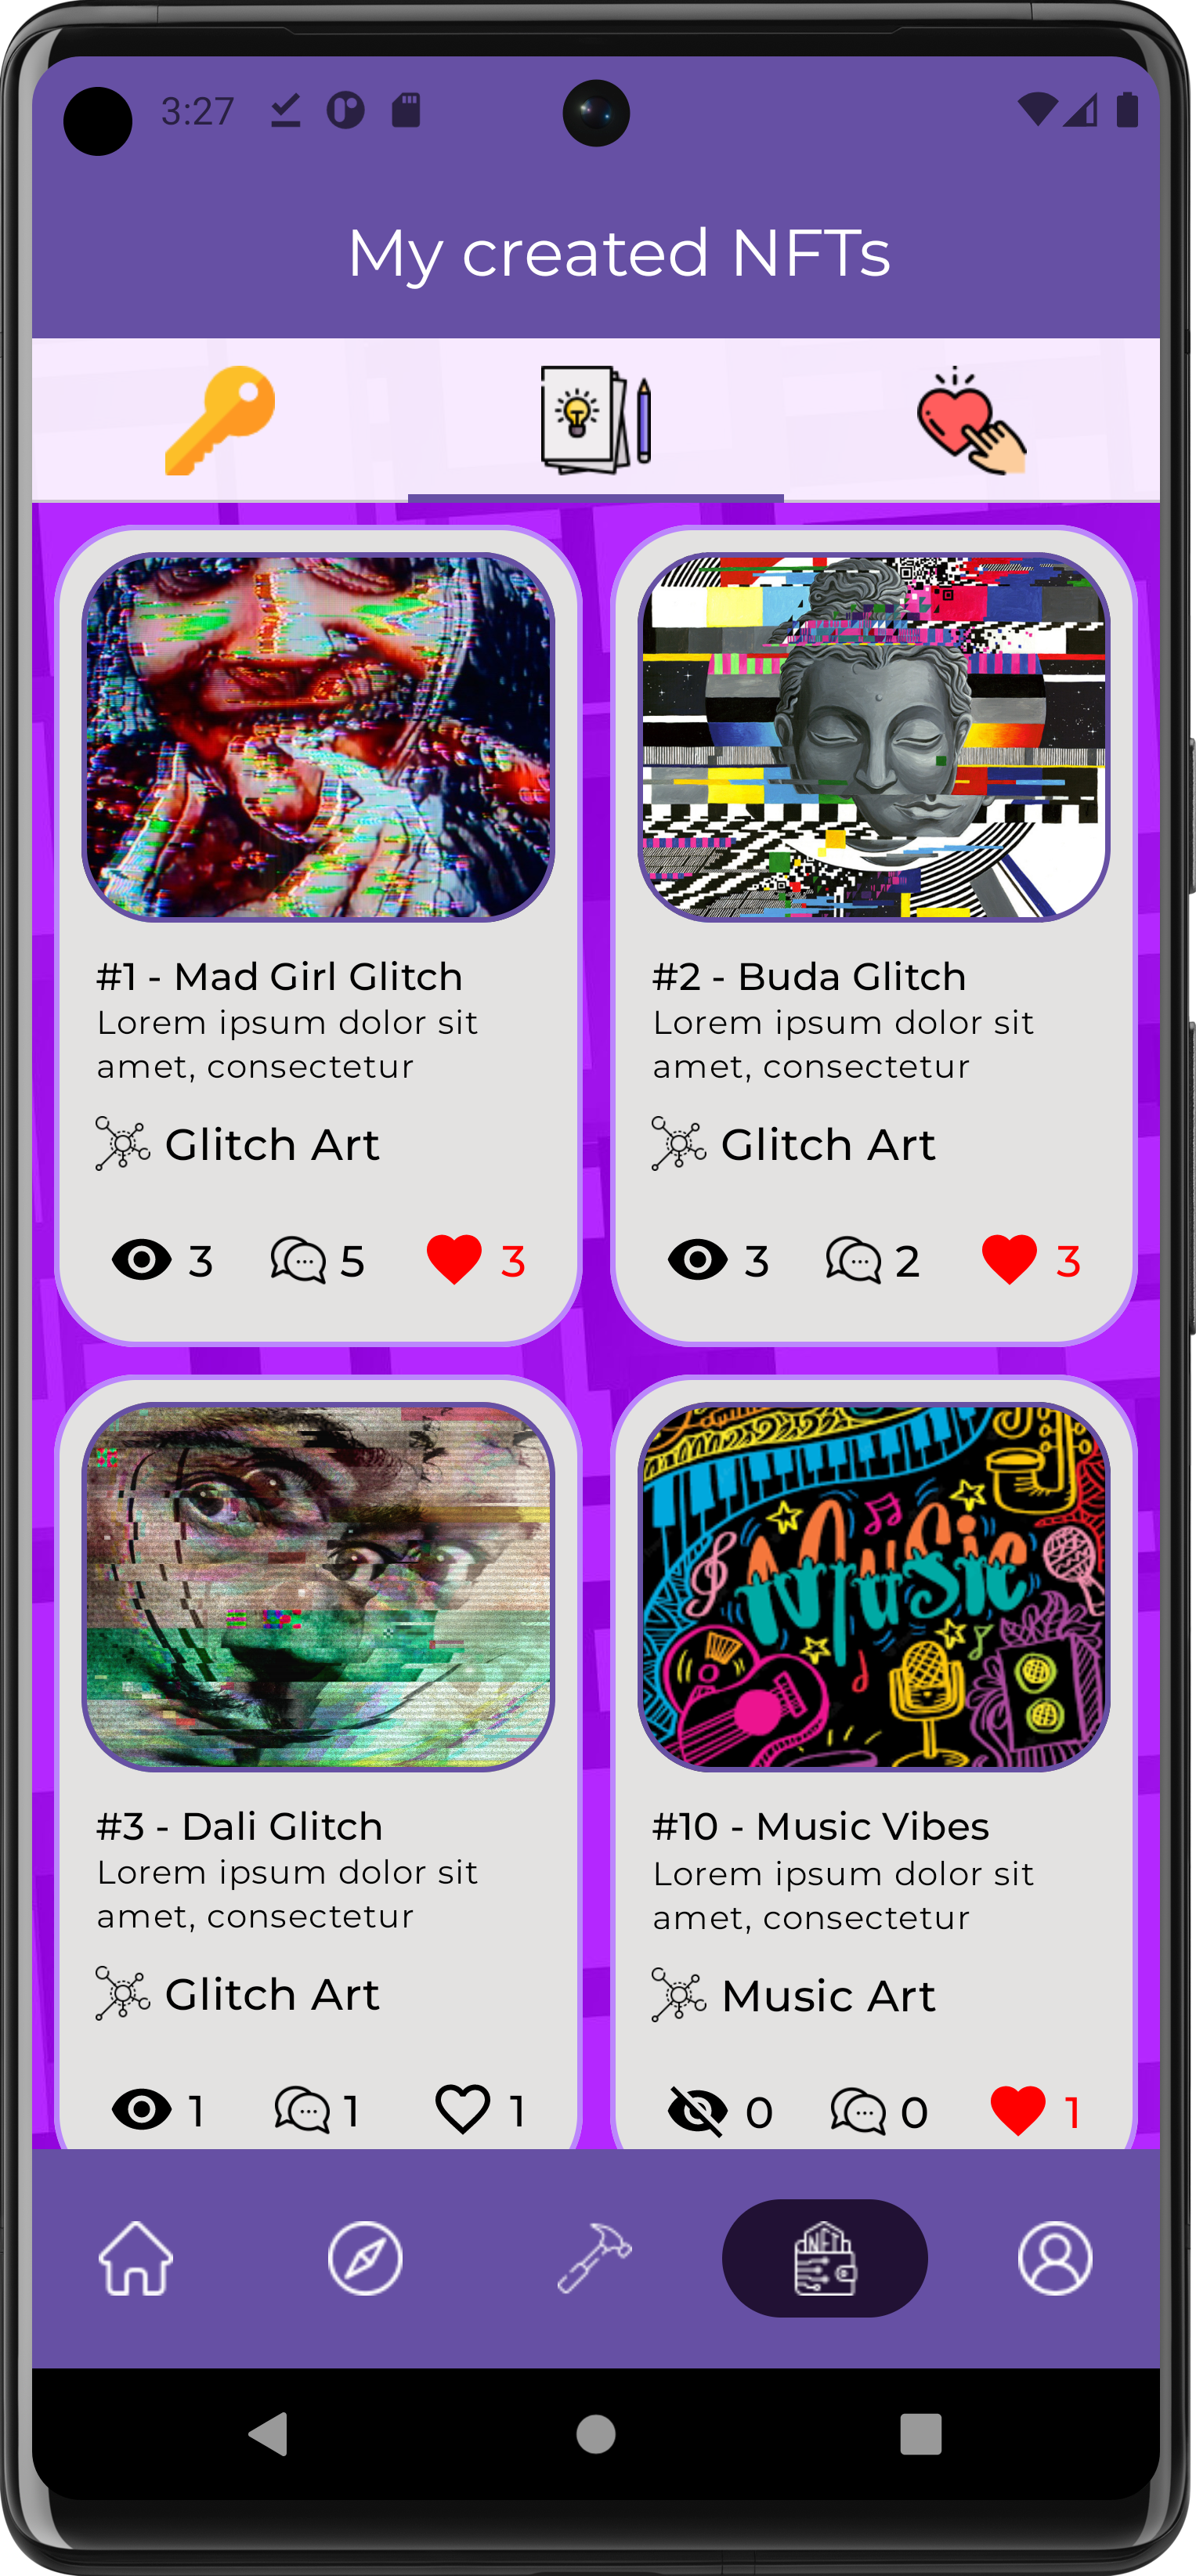 3:27
My created NFTs
#1 - Mad Girl Glitch
Lorem ipsum dolor sit
amet, consectetur
Glitch Art
3 5 3
#2 - Buda Glitch
Lorem ipsum dolor sit
amet, consectetur
Glitch Art
3 2 3
Music
#3 - Dali Glitch
Lorem ipsum dolor sit
amet, consectetur
Glitch Art
1 1 1
#10 - Music Vibes
Lorem ipsum dolor sit
amet, consectetur
Music Art
0 0 1
NFT